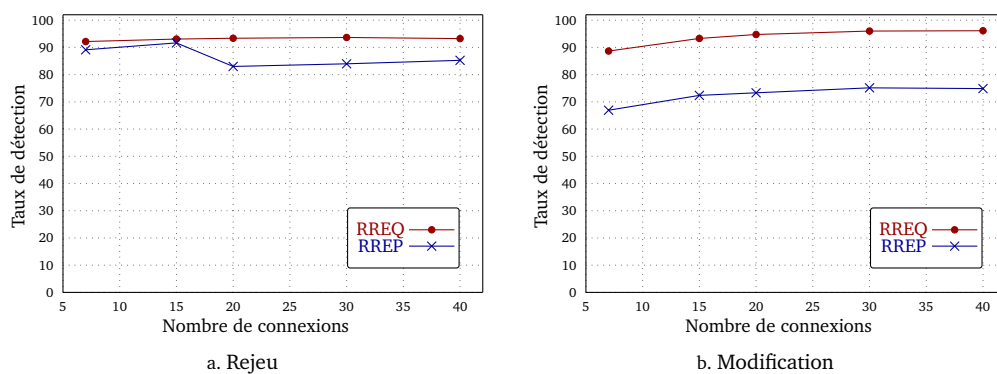 100
90
80
70
60
50
40
30
20
10
0
Taux de détection
RREQ
RREP
5 10 15 20 25 30 35 40
Nombre de connexions
a. Rejeu
100
90
80
70
60
50
40
30
20
10
0
Taux de détection
RREQ
RREP
5 10 15 20 25 30 35 40
Nombre de connexions
b. Modification